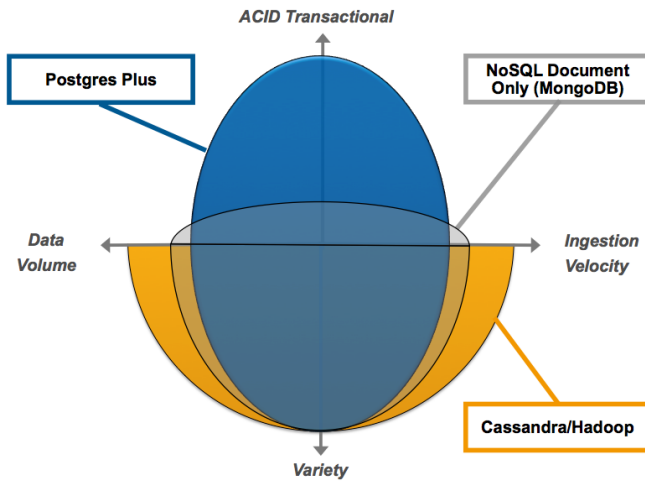 ACID Transactional
Postgres Plus
NoSQL Document
Only (MongoDB)
Data
Volume
Ingestion
Velocity
Cassandra/Hadoop
Variety